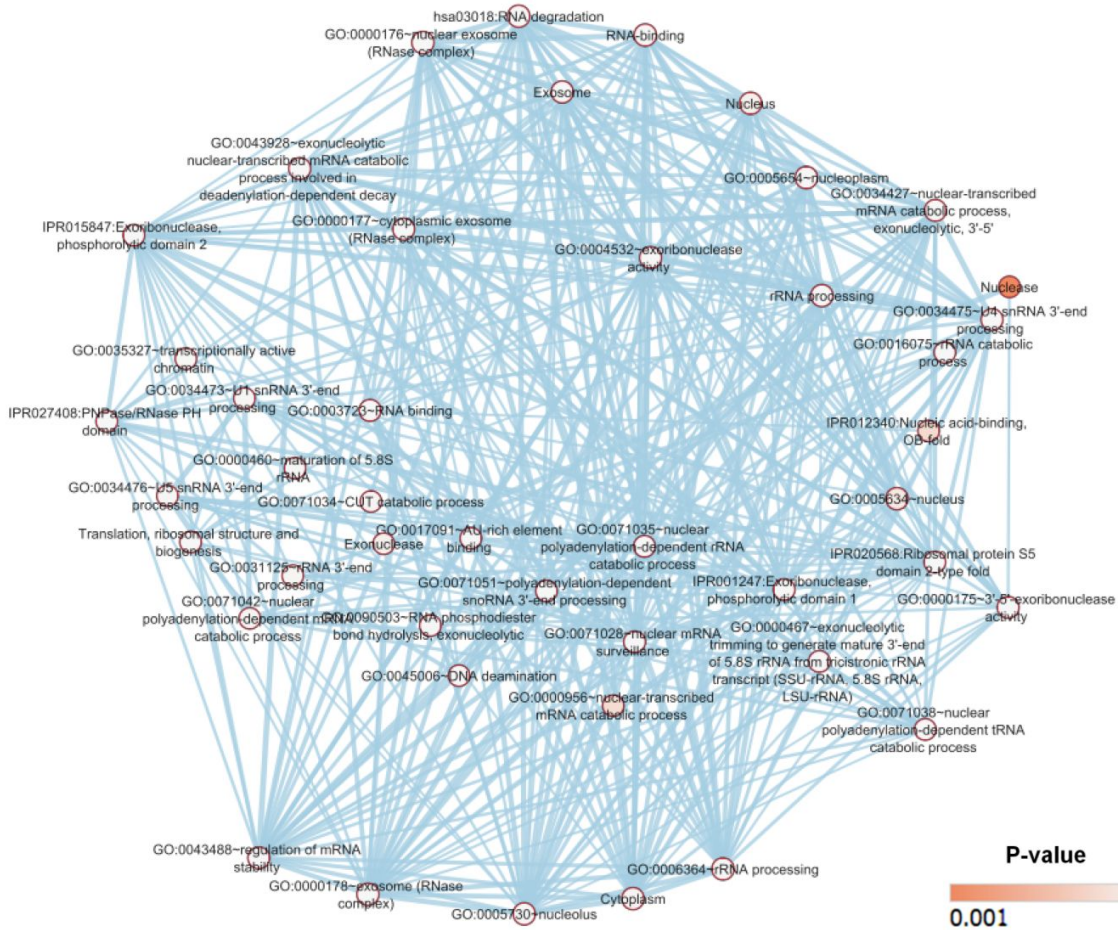 hsa03018:RNA degradation
GO:0000176~nuclear exosome
(RNase complex)
RNA-binding
Exosome
Nucleus
GO:0043928~exonucleolytic
nuclear-transcribed mRNA catabolic
process involved in
deadenylation-dependent decay
GO:0005654~nucleoplasm
GO:0034427~nuclear-transcribed
mRNA catabolic process,
exonucleolytic, 3'-5'
IPR015847:Exoribonuclease,
phosphorolytic domain 2
GO:0000177~cytoplasmic exosome
(RNase complex)
GO:0004532~exoribonuclease
activity
Nuclease
rRNA processing
GO:0034475~U4 snRNA 3'-end
processing
GO:0016075~rRNA catabolic
process
GO:0035327~transcriptionally active
chromatin
GO:0034473~U1 snRNA 3'-end
processing
GO:0003723~RNA binding
IPR027408:PNPase/RNase PH
domain
IPR012340:Nucleic acid-binding,
OB-fold
GO:0000460~maturation of 5.8S
rRNA
GO:0034476~U5 snRNA 3'-end
processing
GO:0071034~CUT catabolic process
GO:0005634~nucleus
Translation, ribosomal structure and
biogenesis
Exonuclease
GO:0017091~AU-rich element
binding
GO:0071035~nuclear
polyadenylation-dependent rRNA
catabolic process
IPR020568:Ribosomal protein S5
domain 2-type fold
GO:0031125~rRNA 3'-end
processing
GO:0071051~polyadenylation-dependent
snoRNA 3'-end processing
IPR001247:Exoribonuclease,
phosphorolytic domain 1
GO:0000175~3'-5'-exoribonuclease
activity
GO:0071042~nuclear
polyadenylation-dependent mRNA
catabolic process
GO:0090503~RNA phosphodiester
bond hydrolysis, exonucleolytic
GO:0071028~nuclear mRNA
surveillance
GO:0000467~exonucleolytic
trimming to generate mature 3'-end
of 5.8S rRNA from tricistronic rRNA
transcript (SSU-rRNA, 5.8S rRNA,
LSU-rRNA)
GO:0045006~DNA deamination
GO:0000956~nuclear-transcribed
mRNA catabolic process
GO:0071038~nuclear
polyadenylation-dependent tRNA
catabolic process
GO:0043488~regulation of mRNA
stability
GO:0000178~exosome (RNase
complex)
GO:0005730~nucleolus
Cytoplasm
GO:0006364~rRNA processing
P-value
0.001